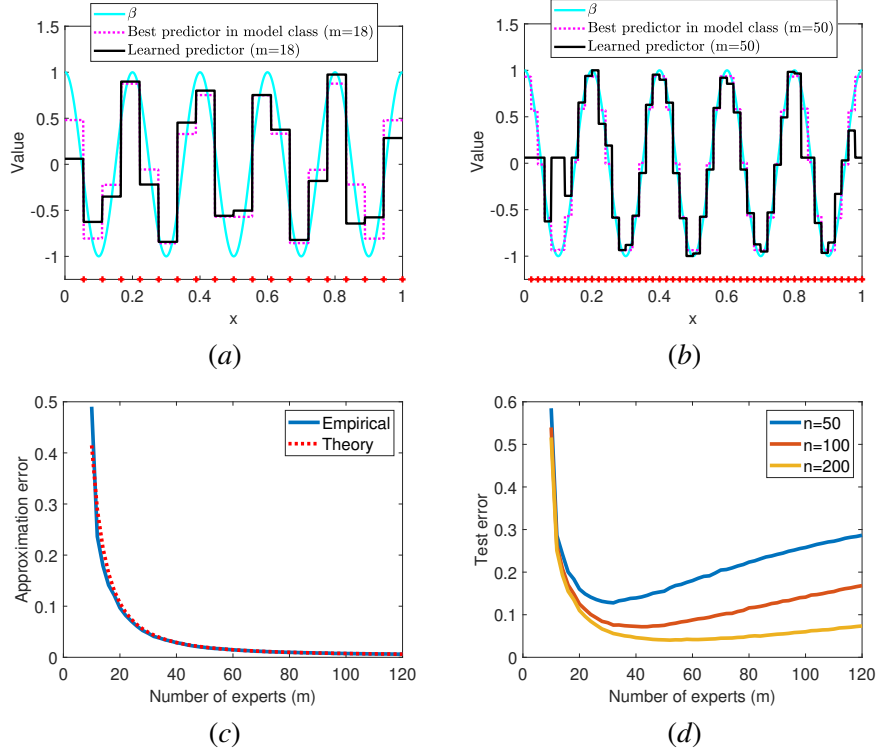 β
Best predictor in model class (m=18)
Learned predictor (m=18)
Value
1
0.5
0
-0.5
-1
0 0.2 0.4 0.6 0.8 1
x
(a)
β
Best predictor in model class (m=50)
Learned predictor (m=50)
Value
1
0.5
0
-0.5
-1
0 0.2 0.4 0.6 0.8 1
x
(b)
Approximation error
0.5
0.4
0.3
0.2
0.1
0
Empirical
Theory
0 20 40 60 80 100 120
Number of experts (m)
(c)
Test error
0.6
0.5
0.4
0.3
0.2
0.1
0
n=50
n=100
n=200
0 20 40 60 80 100 120
Number of experts (m)
(d)